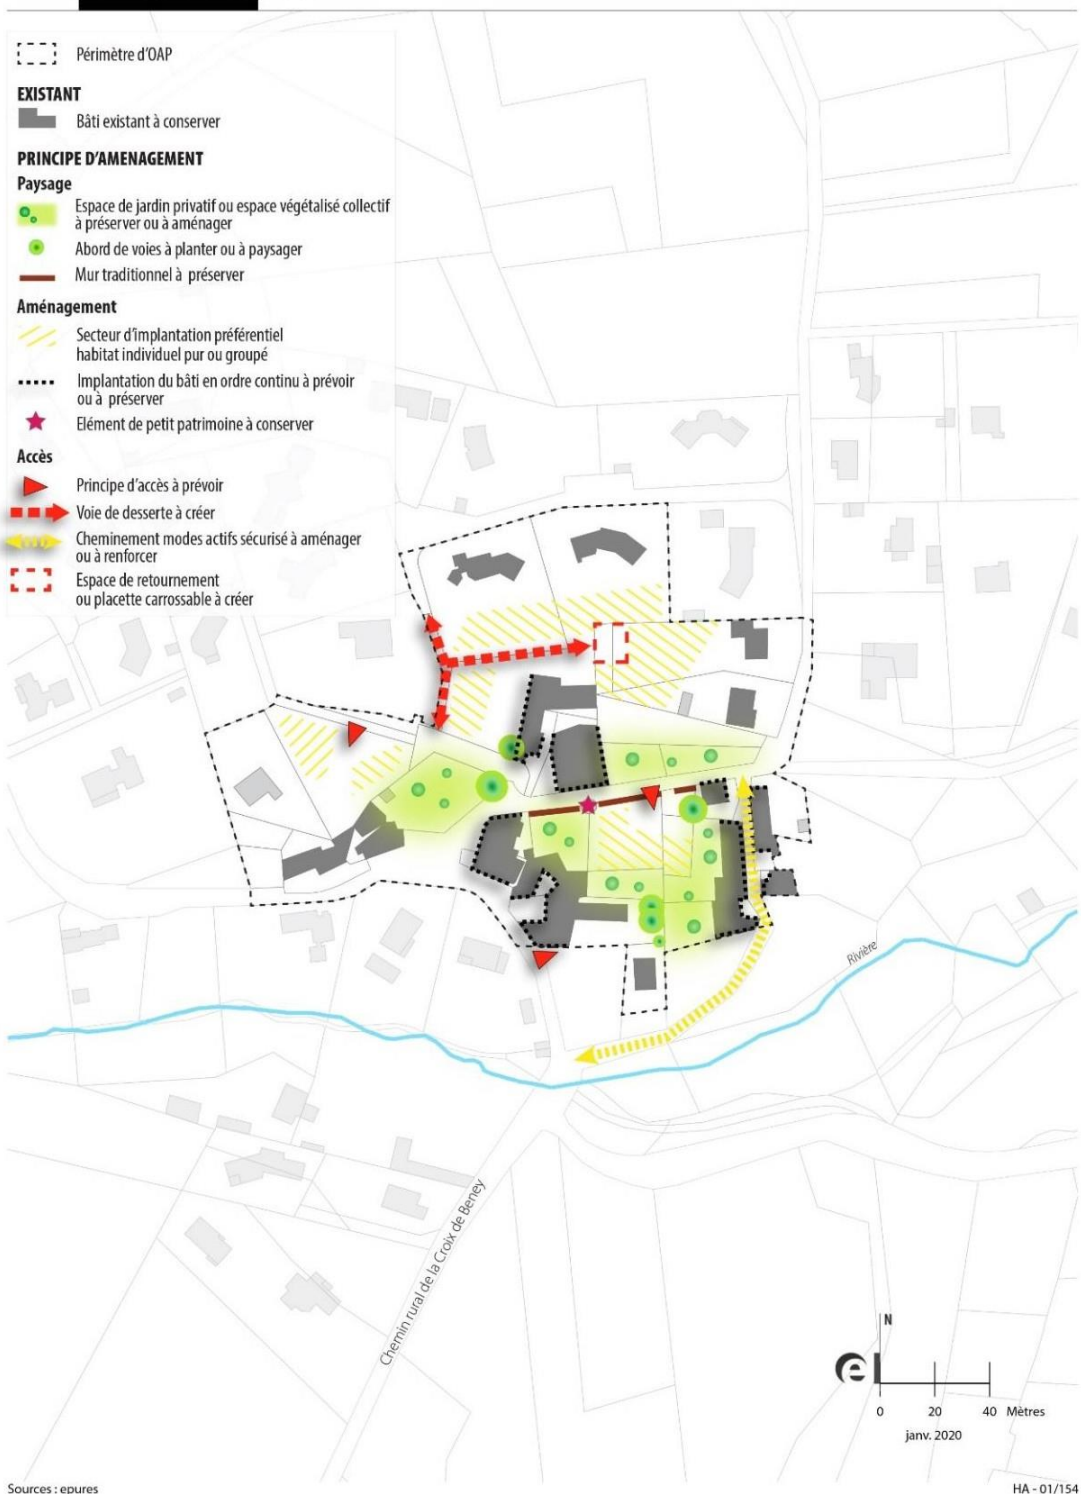 Périmètre d'OAP
EXISTANT
Bâti existant à conserver
PRINCIPE D'AMENAGEMENT
Paysage
Espace de jardin privatif ou espace végétalisé collectif
à préserver ou à aménager
Abord de voies à planter ou à paysager
Mur traditionnel à préserver
Aménagement
Secteur d'implantation préférentiel
habitat individuel pur ou groupé
Implantation du bâti en ordre continu à prévoir
ou à préserver
Elément de petit patrimoine à conserver
Accès
Principe d'accès à prévoir
Voie de desserte à créer
Cheminement modes actifs sécurisé à aménager
ou à renforcer
Espace de retournement
ou placette carrossable à créer
Rivière
Chemin rural de la Croix de Beney
N
e
0 20 40 Mètres
janv. 2020
Sources : epures
HA - 01/154